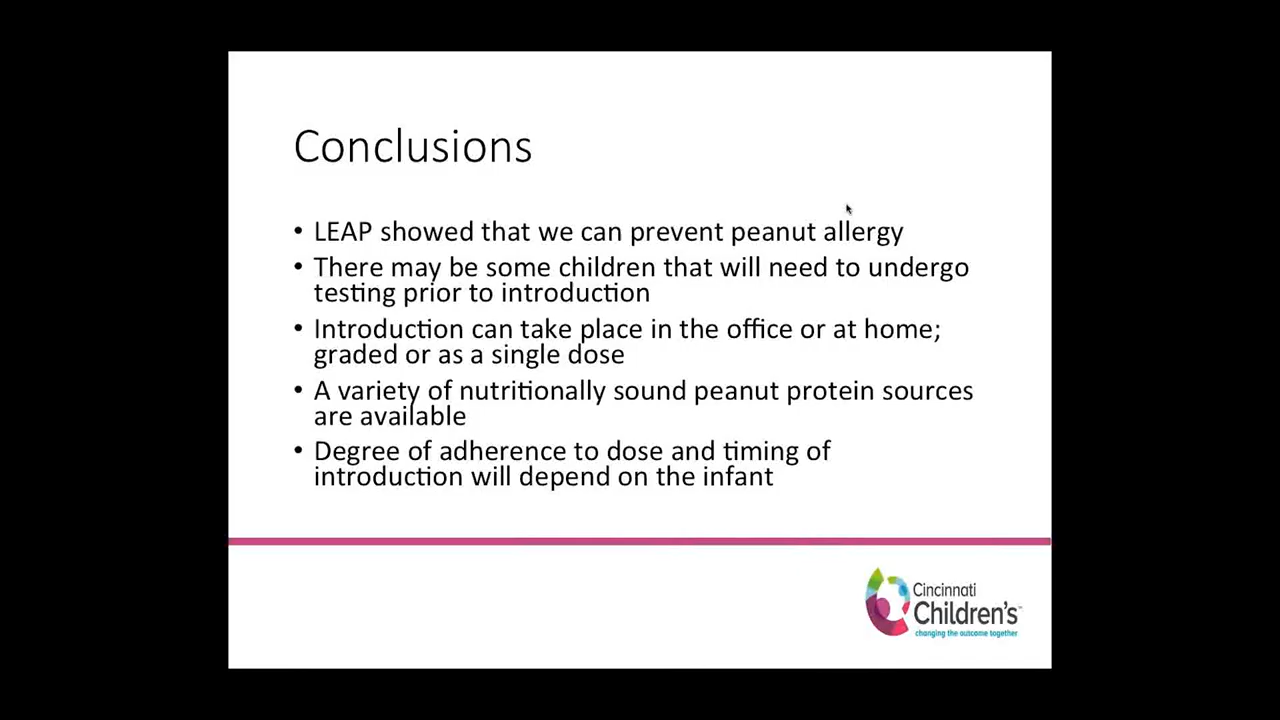 Conclusions
• LEAP showed that we can prevent peanut allergy
• There may be some children that will need to undergo
testing prior to introduction
• Introduction can take place in the office or at home;
graded or as a single dose
• A variety of nutritionally sound peanut protein sources
are available
• Degree of adherence to dose and timing of
introduction will depend on the infant
Cincinnati
Children's™
changing the outcome together